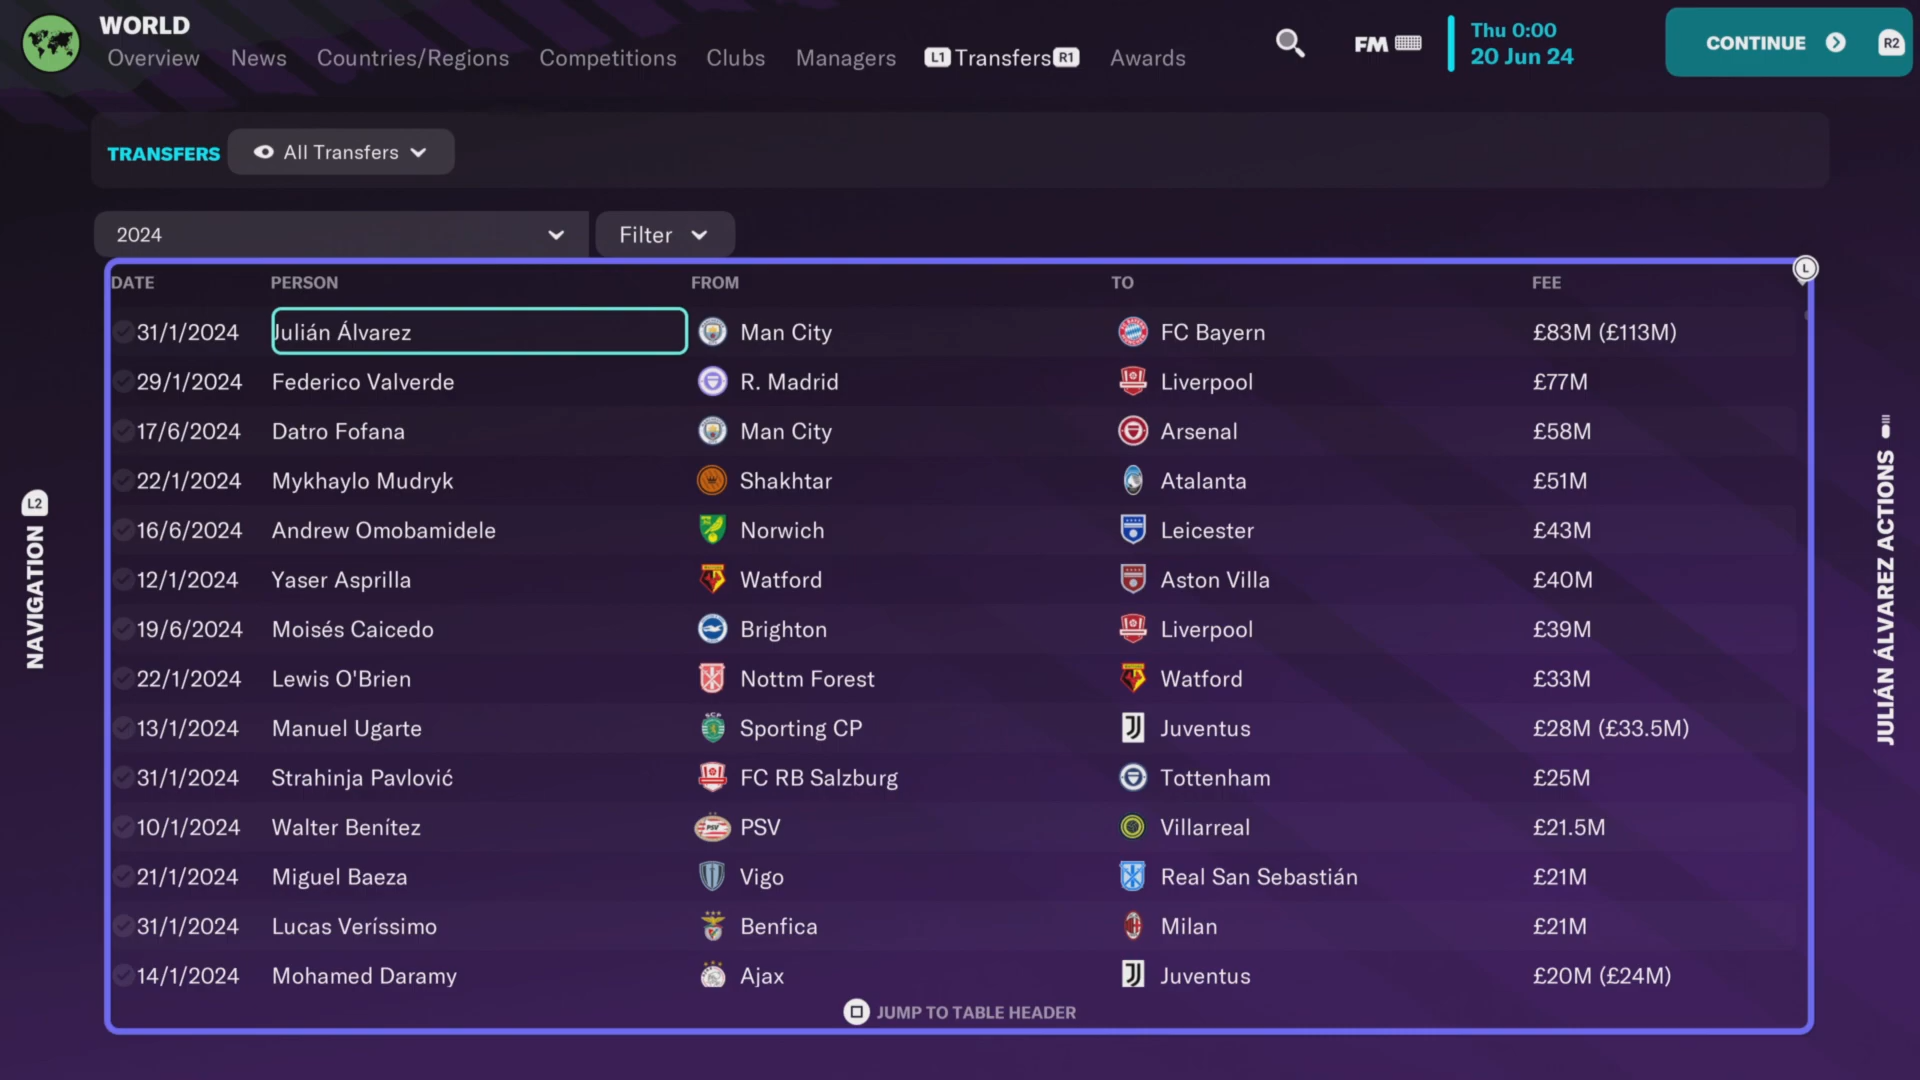 WORLD
Overview News Countries/Regions Competitions Clubs Managers L1 Transfers R1 Awards
FM
Thu 0:00
20 Jun 24
CONTINUE R2
TRANSFERS All Transfers
2024 Filter
DATE PERSON FROM TO FEE
L
31/1/2024 Julián Álvarez Man City FC Bayern £83M (£113M)
29/1/2024 Federico Valverde R. Madrid Liverpool £77M
17/6/2024 Datro Fofana Man City Arsenal £58M
22/1/2024 Mykhaylo Mudryk Shakhtar Atalanta £51M
16/6/2024 Andrew Omobamidele Norwich Leicester £43M
12/1/2024 Yaser Asprilla Watford Aston Villa £40M
19/6/2024 Moisés Caicedo Brighton Liverpool £39M
22/1/2024 Lewis O'Brien Nottm Forest Watford £33M
13/1/2024 Manuel Ugarte Sporting CP Juventus £28M (£33.5M)
31/1/2024 Strahinja Pavlović FC RB Salzburg Tottenham £25M
10/1/2024 Walter Benítez PSV Villarreal £21.5M
21/1/2024 Miguel Baeza Vigo Real San Sebastián £21M
31/1/2024 Lucas Veríssimo Benfica Milan £21M
14/1/2024 Mohamed Daramy Ajax Juventus £20M (£24M)
JUMP TO TABLE HEADER
NAVIGATION L2
JULIÁN ÁLVAREZ ACTIONS